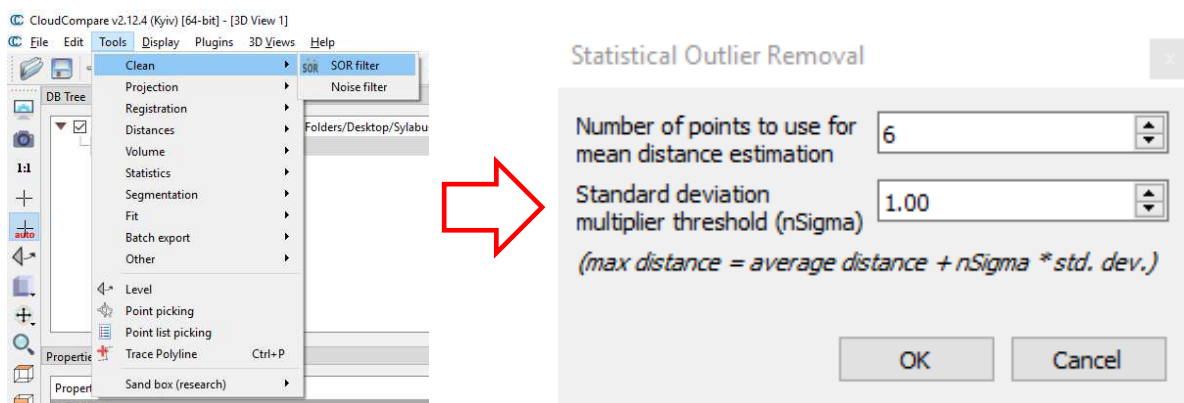 CloudCompare v2.12.4 (Kyiv) [64-bit] - [3D View 1]
File Edit Tools Display Plugins 3D Views Help
Clean
SOR SOR filter
Noise filter
DB Tree
Projection
Registration
Distances
Folders/Desktop/Sylabu
Volume
1:1
Statistics
Segmentation
Fit
auto
Batch export
Other
Level
Point picking
Point list picking
Trace Polyline Ctrl+P
Propertie
Sand box (research)
Propert
Statistical Outlier Removal
x
Number of points to use for
mean distance estimation
6
Standard deviation
multiplier threshold (nSigma)
1.00
(max distance = average distance + nSigma * std. dev.)
OK Cancel